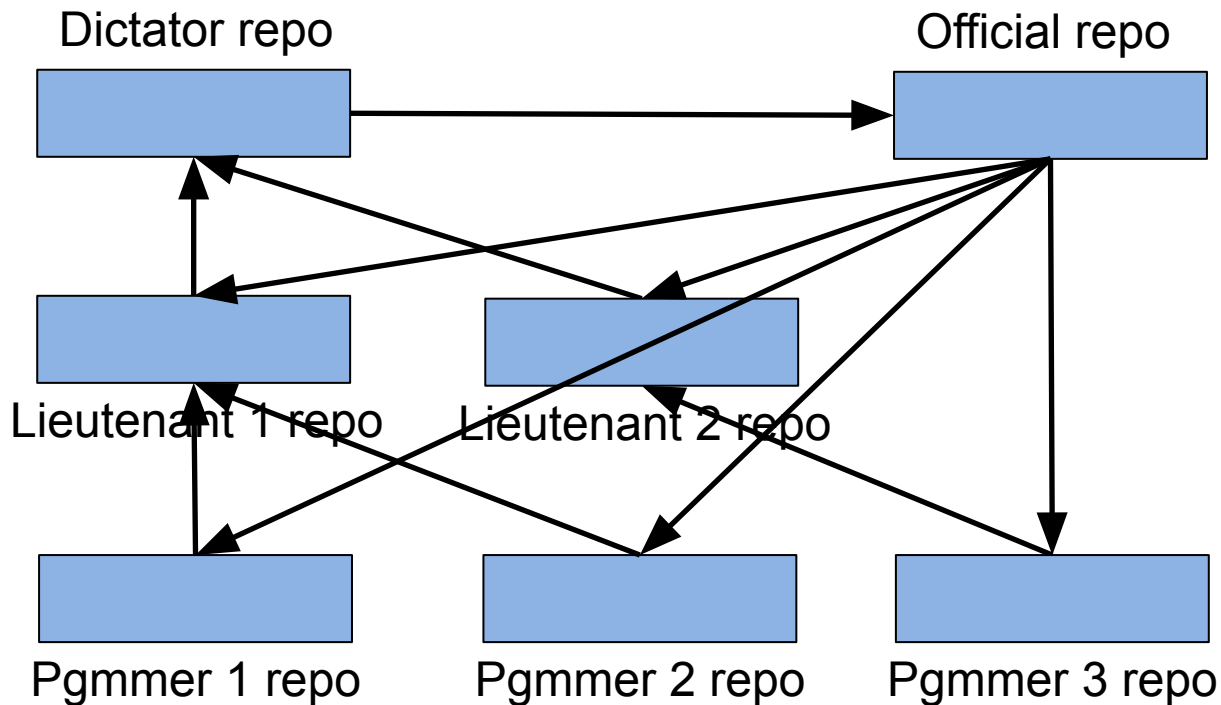 Dictator repo
Official repo
Lieutenant 1 repo
Lieutenant 2 repo
Pgmmer 1 repo
Pgmmer 2 repo
Pgmmer 3 repo